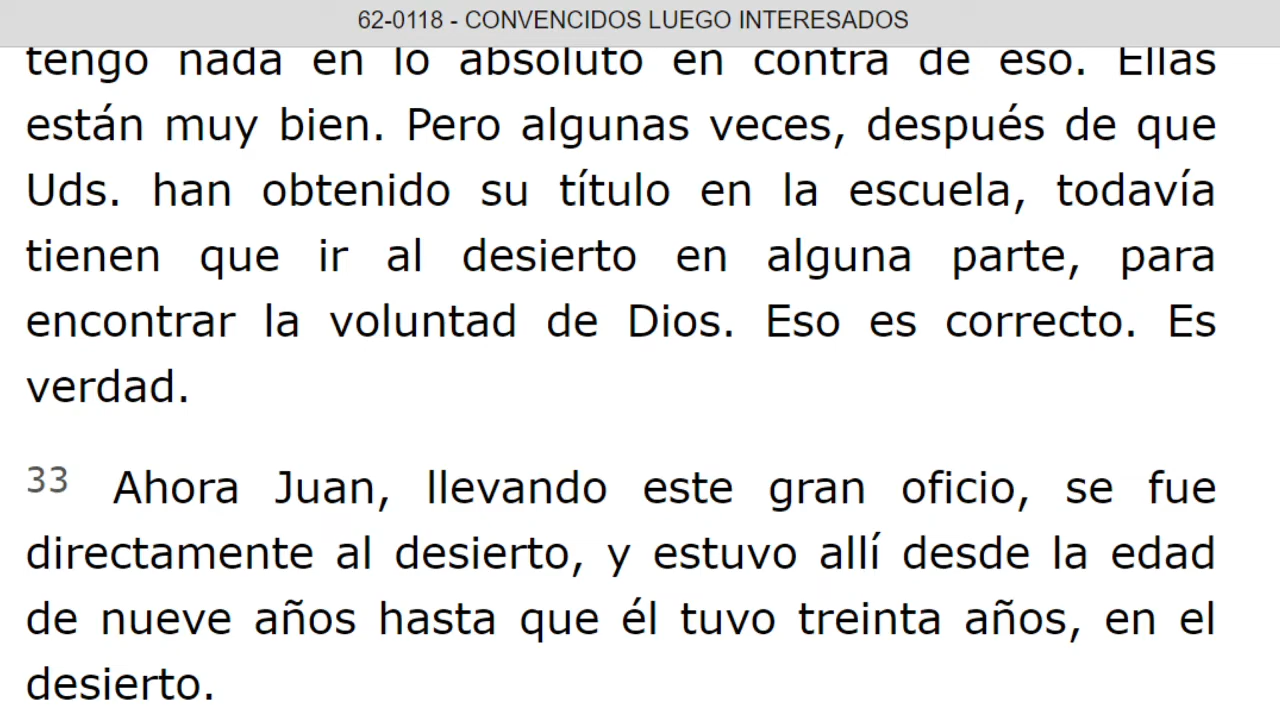 62-0118 - CONVENCIDOS LUEGO INTERESADOS
tengo nada en lo absoluto en contra de eso. Ellas
están muy bien. Pero algunas veces, después de que
Uds. han obtenido su título en la escuela, todavía
tienen que ir al desierto en alguna parte, para
encontrar la voluntad de Dios. Eso es correcto. Es
verdad.
33 Ahora Juan, llevando este gran oficio, se fue
directamente al desierto, y estuvo allí desde la edad
de nueve años hasta que él tuvo treinta años, en el
desierto.